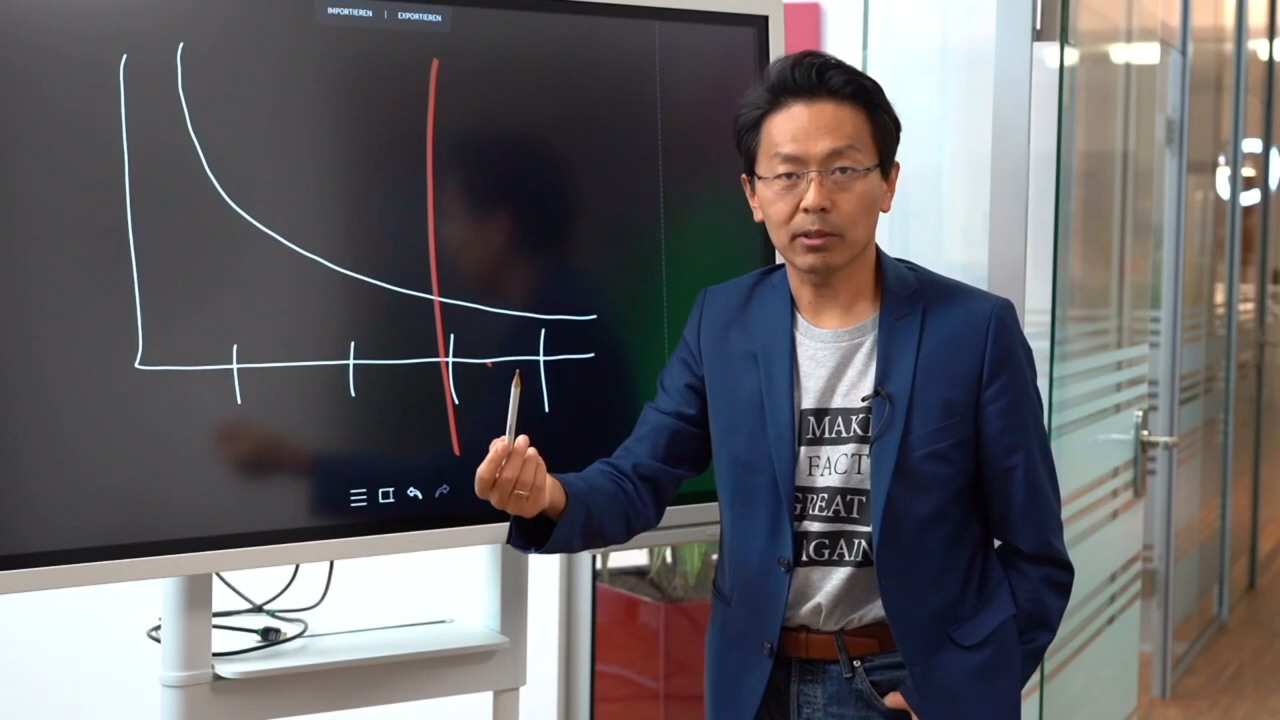 IMPORTIEREN | EXPORTIEREN
MAKE
FACT
GREAT
AGAIN